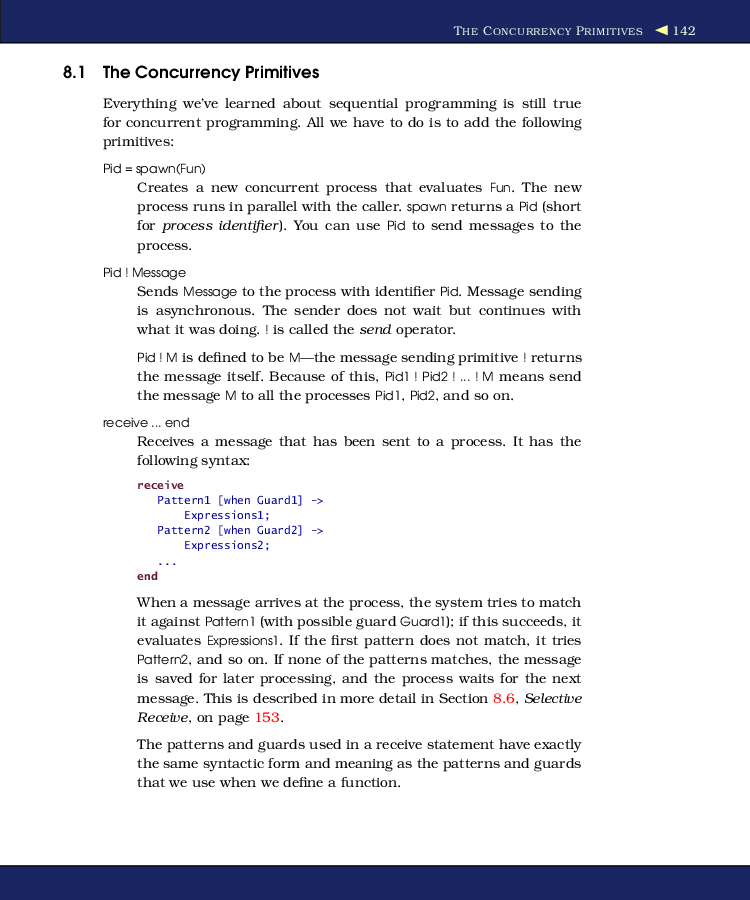 THE CONCURRENCY PRIMITIVES ◀ 142
8.1 The Concurrency Primitives
Everything we've learned about sequential programming is still true
for concurrent programming. All we have to do is to add the following
primitives:
Pid = spawn(Fun)
Creates a new concurrent process that evaluates Fun. The new
process runs in parallel with the caller. spawn returns a Pid (short
for process identifier). You can use Pid to send messages to the
process.
Pid ! Message
Sends Message to the process with identifier Pid. Message sending
is asynchronous. The sender does not wait but continues with
what it was doing. ! is called the send operator.
Pid ! M is defined to be M—the message sending primitive ! returns
the message itself. Because of this, Pid1 ! Pid2 ! ... ! M means send
the message M to all the processes Pid1, Pid2, and so on.
receive ... end
Receives a message that has been sent to a process. It has the
following syntax:
receive
Pattern1 [when Guard1] ->
Expressions1;
Pattern2 [when Guard2] ->
Expressions2;
...
end
When a message arrives at the process, the system tries to match
it against Pattern1 (with possible guard Guard1); if this succeeds, it
evaluates Expressions1. If the first pattern does not match, it tries
Pattern2, and so on. If none of the patterns matches, the message
is saved for later processing, and the process waits for the next
message. This is described in more detail in Section 8.6, Selective
Receive, on page 153.
The patterns and guards used in a receive statement have exactly
the same syntactic form and meaning as the patterns and guards
that we use when we define a function.